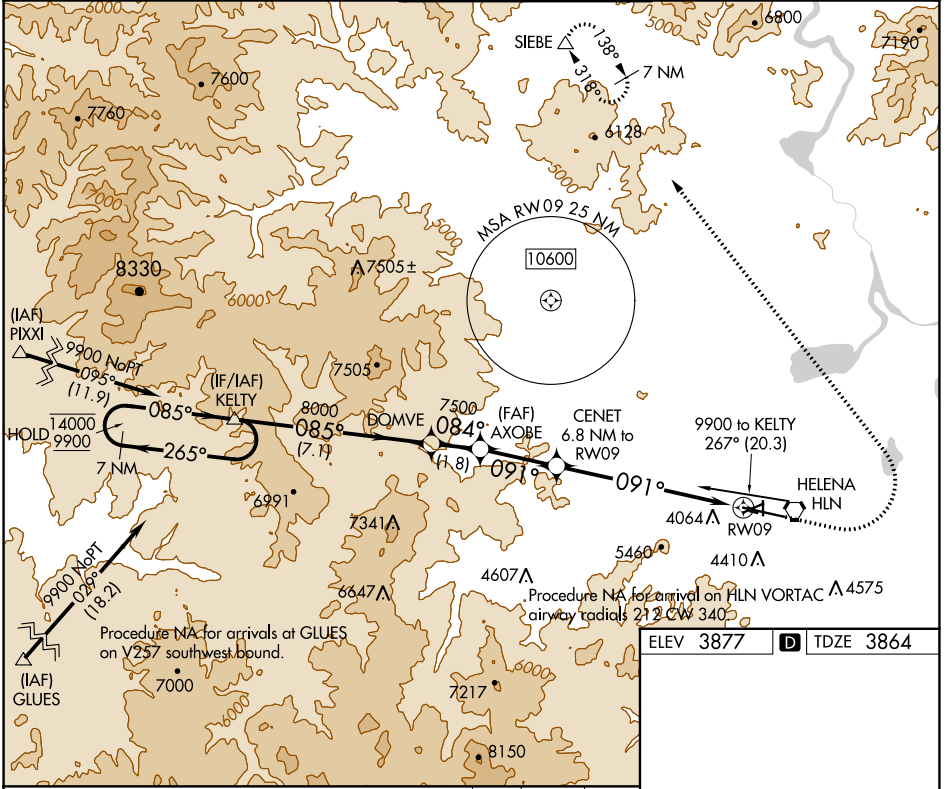 6800
5000
7190
SIEBE
138°
318°
7 NM
7600
7760
6128
5000
7000
5000
MSA RW09 25 NM
10600
7505±
8330
6000
6000
(IAF)
PIXXI
9900 NoPT
095°
(11.9)
7505
(IF/IAF)
KELTY
HOLD
14000
9900
085°
265°
7 NM
8000
085°
(7.1)
DOMVE
7500
084°
(1.8)
(FAF)
AXOBE
091°
CENET
6.8 NM to
RW09
091°
9900 to KELTY
267° (20.3)
HELENA
HLN
RW09
4064
6991
7341
5460
4410
6647
4607
4575
Procedure NA for arrival on HLN VORTAC
airway radials 212 CW 340
9900 NoPT
029°
(18.2)
(IAF)
GLUES
Procedure NA for arrivals at GLUES
on V257 southwest bound.
7000
6000
7217
6000
6000
8150
ELEV 3877
D
TDZE 3864